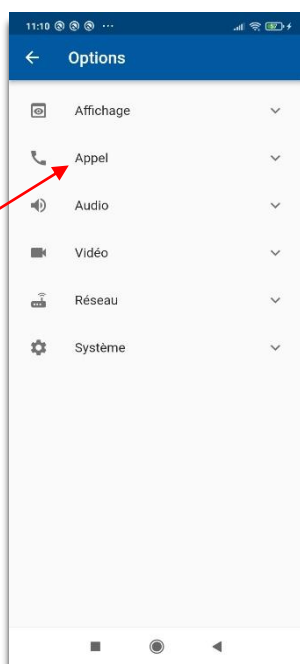 11:10
Options
Affichage
Appel
Audio
Vidéo
Réseau
Système